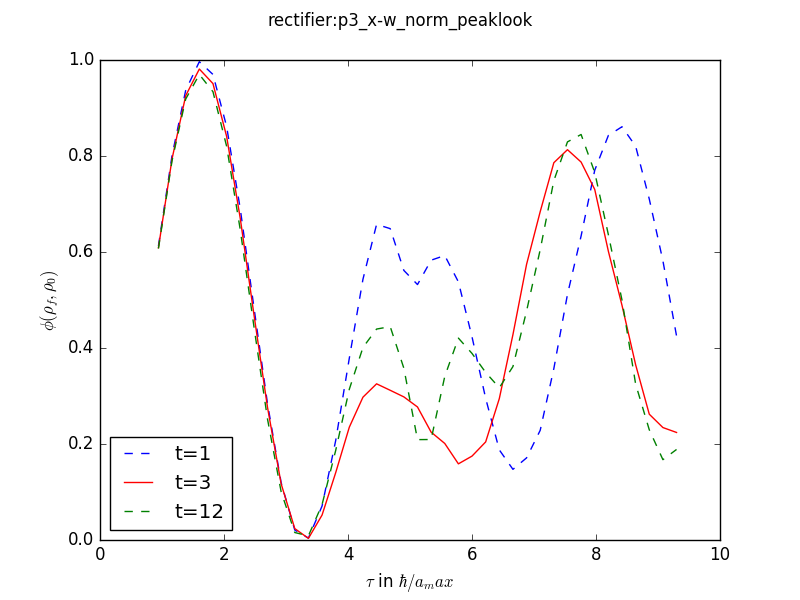 rectifier:p3_x-w_norm_peaklook
1.0
0.8
0.6
0.4
0.2
0.0
ϕ(ρ_f, ρ_0)
t=1
t=3
t=12
0 2 4 6 8 10
τ in ħ/a_max